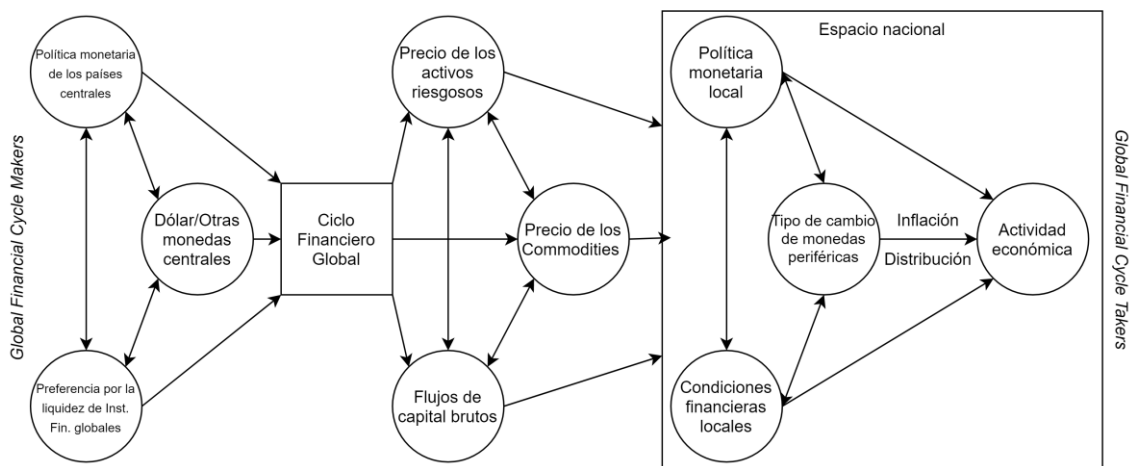 Global Financial Cycle Makers
Política monetaria
de los países
centrales
Dólar/Otras
monedas
centrales
Preferencia por la
liquidez de Inst.
Fin. globales
Ciclo
Financiero
Global
Precio de los
activos
riesgosos
Precio de los
Commodities
Flujos de
capital brutos
Espacio nacional
Política
monetaria
local
Tipo de cambio
de monedas
periféricas
Condiciones
financieras
locales
Inflación
Distribución
Actividad
económica
Global Financial Cycle Takers